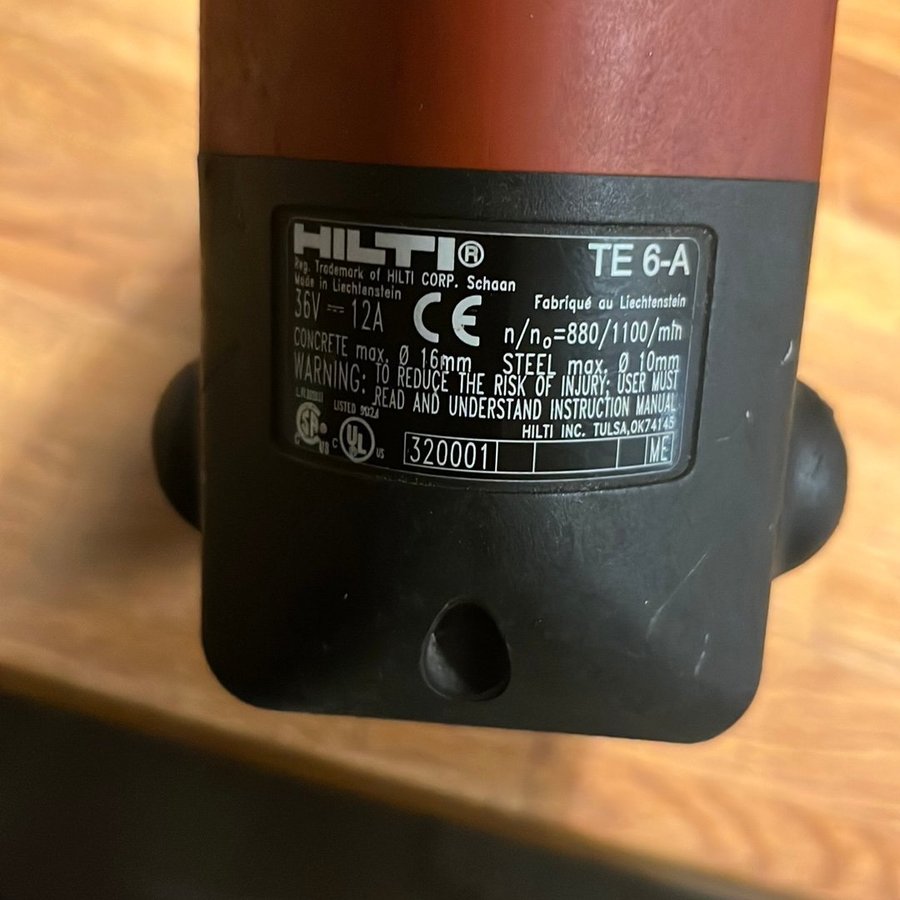 HILTI® TE 6-A
Reg. Trademark of HILTI CORP. Schaan
Made in Liechtenstein Fabriqué au Liechtenstein
36V ⎓ 12A CE n/n₀=880/1100/min
CONCRETE max. Ø 16mm STEEL max. Ø 10mm
WARNING: TO REDUCE THE RISK OF INJURY; USER MUST
READ AND UNDERSTAND INSTRUCTION MANUAL
LISTED
HILTI INC. TULSA,OK74145
C UL US
320001 ME